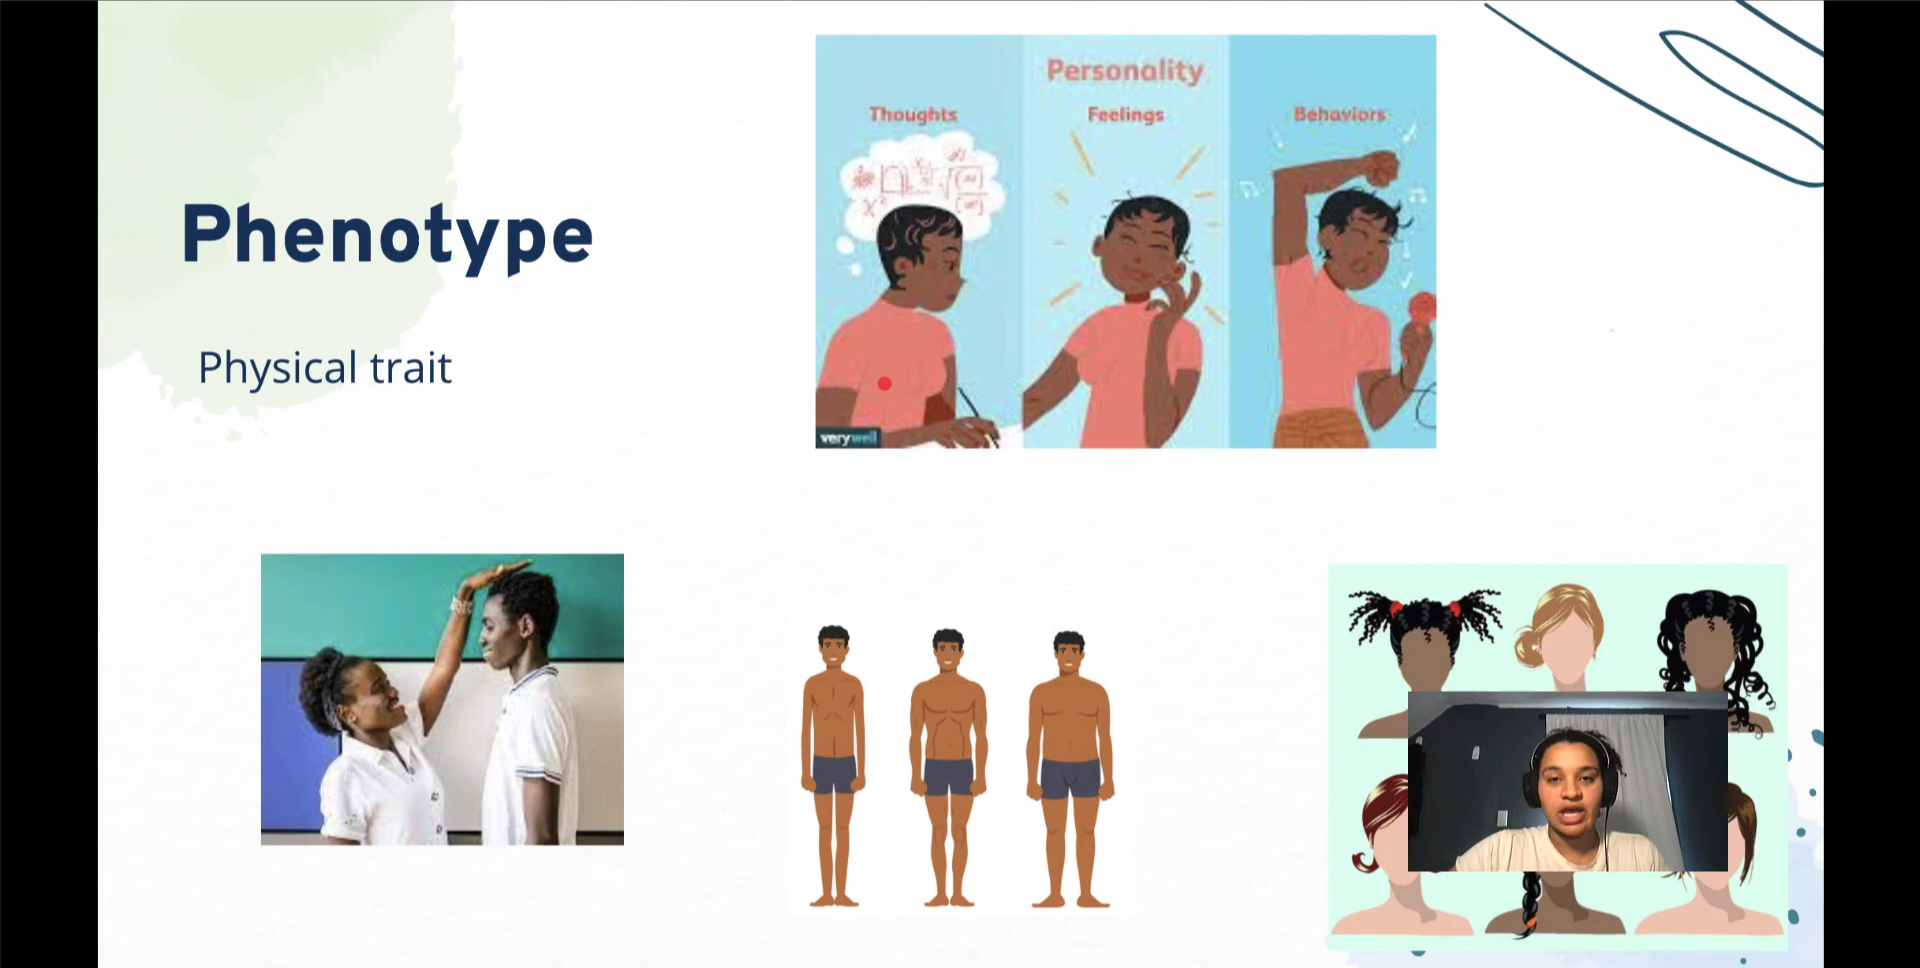 Phenotype
Physical trait
Personality
Thoughts
Feelings
Behaviors
verywell